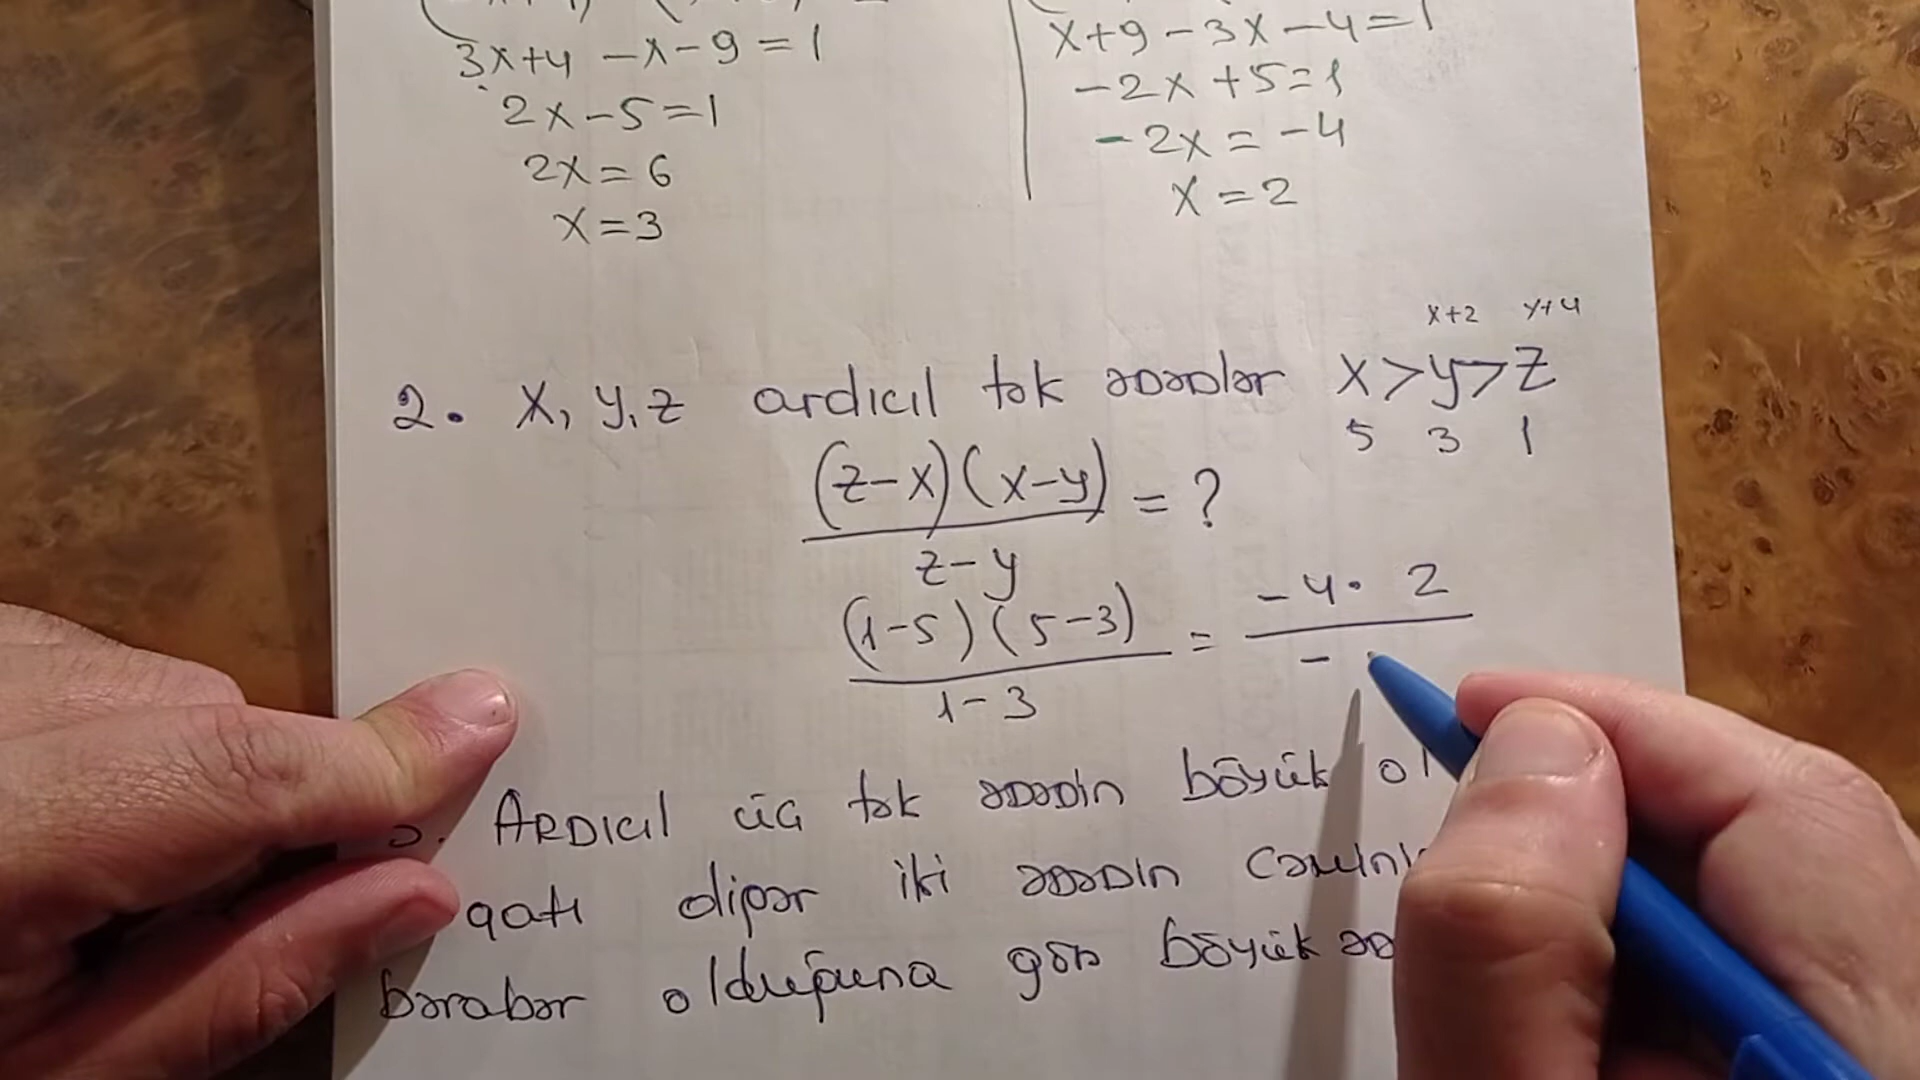 3x+4 -x-9=1
2x-5=1
2x=6
x=3
x+9-3x-4=1
-2x+5=1
-2x=-4
x=2
x+2 y+4
2. x, y, z ardıcıl tək ədədlər x>y>z
5 3 1
(z-x)(x-y) = ?
z-y
(1-5)(5-3) = -4· 2
1-3 -
Ardıcıl üç tək ədədin böyük
qatı digər iki ədədin
bərabər olduğuna görə böyük